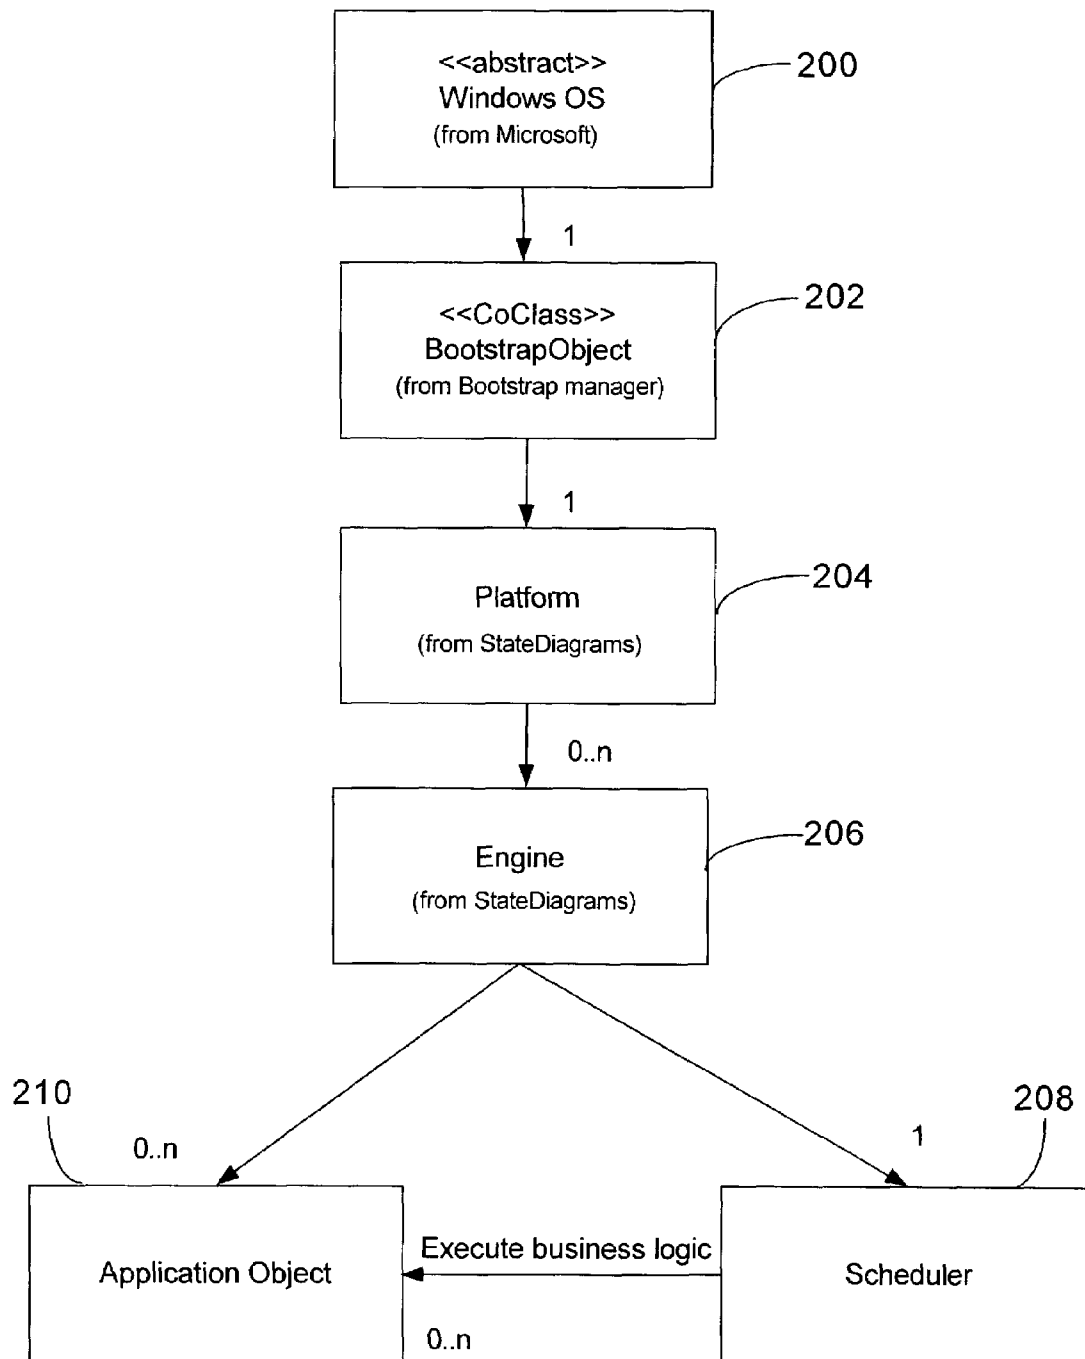 <<abstract>>
Windows OS
(from Microsoft)
200
1
<<CoClass>>
BootstrapObject
(from Bootstrap manager)
202
1
Platform
(from StateDiagrams)
204
0..n
Engine
(from StateDiagrams)
206
210
208
0..n
1
Application Object
Execute business logic
Scheduler
0..n